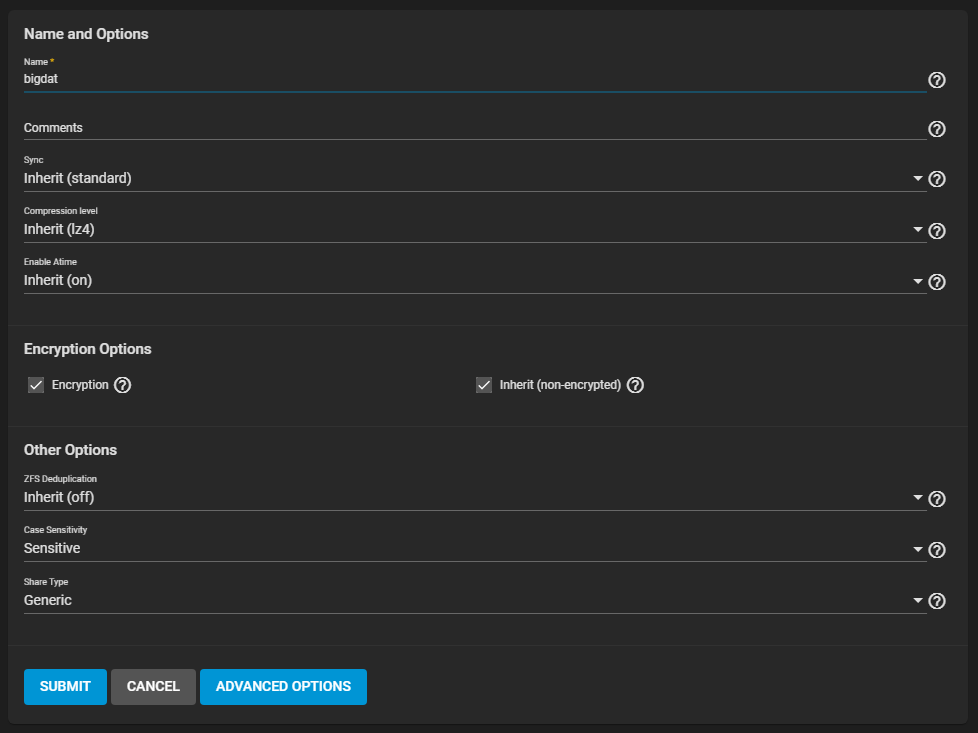 Name and Options
Name *
bigdat
Comments
Sync
Inherit (standard)
Compression level
Inherit (lz4)
Enable Atime
Inherit (on)
Encryption Options
Encryption Inherit (non-encrypted)
Other Options
ZFS Deduplication
Inherit (off)
Case Sensitivity
Sensitive
Share Type
Generic
SUBMIT CANCEL ADVANCED OPTIONS